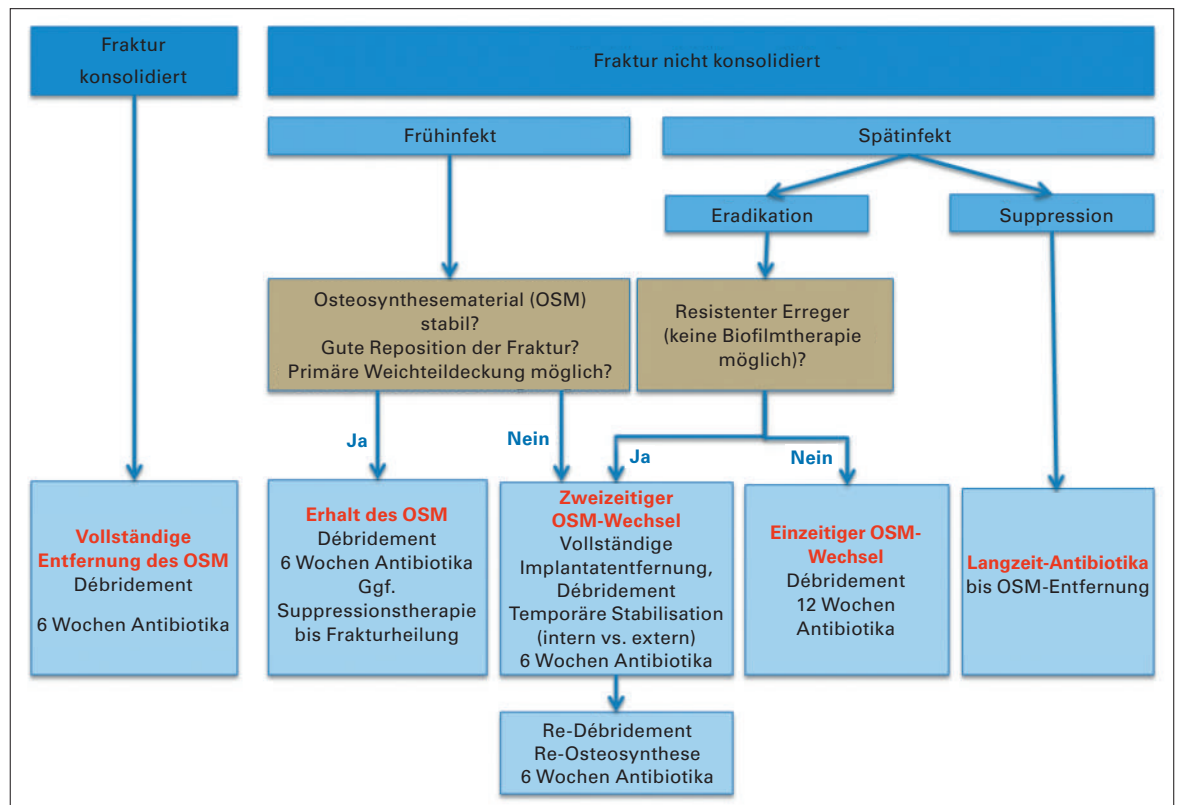 Fraktur
konsolidiert
Fraktur nicht konsolidiert
Frühinfekt
Spätinfekt
Eradikation
Suppression
Osteosynthesematerial (OSM)
stabil?
Gute Reposition der Fraktur?
Primäre Weichteildeckung möglich?
Resistenter Erreger
(keine Biofilmtherapie
möglich)?
Ja
Nein
Ja
Nein
Vollständige
Entfernung des OSM
Débridement
6 Wochen Antibiotika
Erhalt des OSM
Débridement
6 Wochen Antibiotika
Ggf.
Suppressionstherapie
bis Frakturheilung
Zweizeitiger
OSM-Wechsel
Vollständige
Implantatentfernung,
Débridement
Temporäre Stabilisation
(intern vs. extern)
6 Wochen Antibiotika
Einzeitiger OSM-
Wechsel
Débridement
12 Wochen
Antibiotika
Langzeit-Antibiotika
bis OSM-Entfernung
Re-Débridement
Re-Osteosynthese
6 Wochen Antibiotika